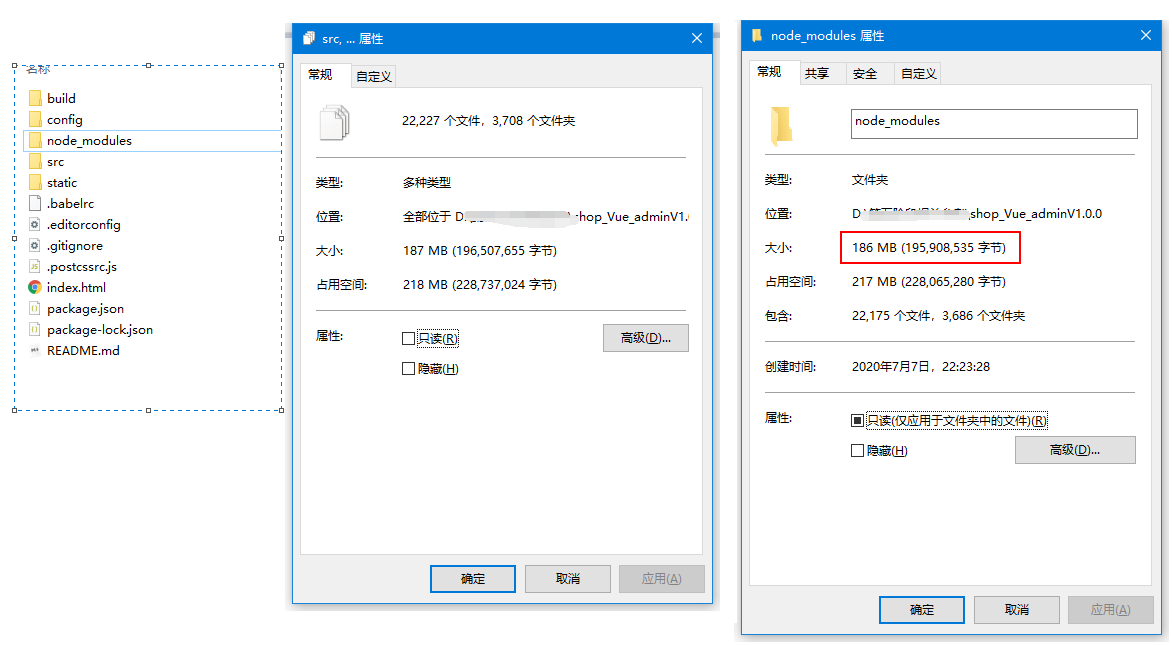 名称
build
config
node_modules
src
static
.babelrc
.editorconfig
.gitignore
.postcssrc.js
index.html
package.json
package-lock.json
README.md
src, ... 属性
常规
自定义
22,227 个文件，3,708 个文件夹
类型:
多种类型
位置:
全部位于 D:\shop_Vue_adminV1.
大小:
187 MB (196,507,655 字节)
占用空间:
218 MB (228,737,024 字节)
属性:
只读(R)
高级(D)...
隐藏(H)
确定
取消
应用(A)
node_modules 属性
常规
共享
安全
自定义
node_modules
类型:
文件夹
位置:
D:\shop_Vue_adminV1.0.0
大小:
186 MB (195,908,535 字节)
占用空间:
217 MB (228,065,280 字节)
包含:
22,175 个文件，3,686 个文件夹
创建时间:
2020年7月7日，22:23:28
属性:
只读(仅应用于文件夹中的文件)(R)
隐藏(H)
高级(D)...
确定
取消
应用(A)